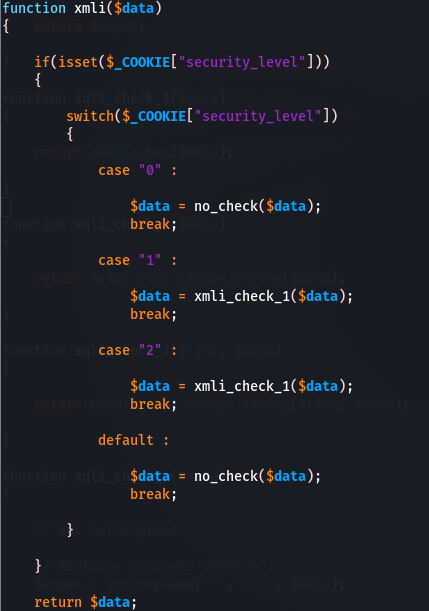 function xmli($data)
{
if(isset($_COOKIE["security_level"]))
{
switch($_COOKIE["security_level"])
{
case "0" :
$data = no_check($data);
break;
case "1" :
$data = xmli_check_1($data);
break;
case "2" :
$data = xmli_check_1($data);
break;
default :
$data = no_check($data);
break;
}
}
return $data;